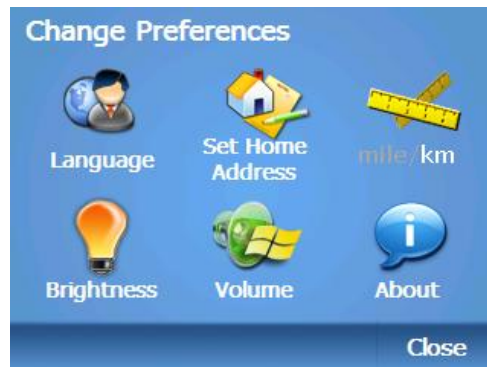 Change Preferences
Language
Set Home
Address
mile/km
Brightness
Volume
About
Close